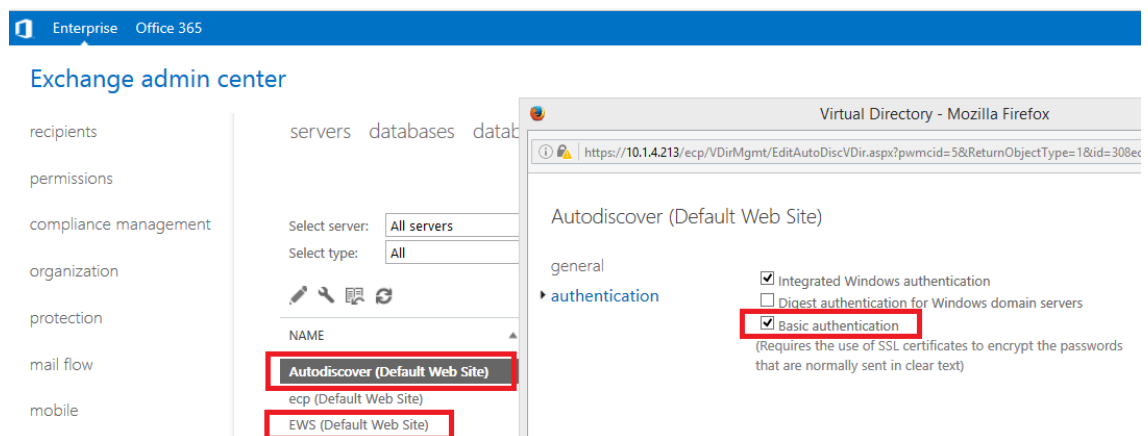 Enterprise Office 365
Exchange admin center
recipients
permissions
compliance management
organization
protection
mail flow
mobile
servers databases datab
Select server: All servers
Select type: All
NAME
Autodiscover (Default Web Site)
ecp (Default Web Site)
EWS (Default Web Site)
Virtual Directory - Mozilla Firefox
https://10.1.4.213/ecp/VDirMgmt/EditAutoDiscVDir.aspx?pwmcid=5&ReturnObjectType=1&id=308ec
Autodiscover (Default Web Site)
general
authentication
Integrated Windows authentication
Digest authentication for Windows domain servers
Basic authentication
(Requires the use of SSL certificates to encrypt the passwords
that are normally sent in clear text)